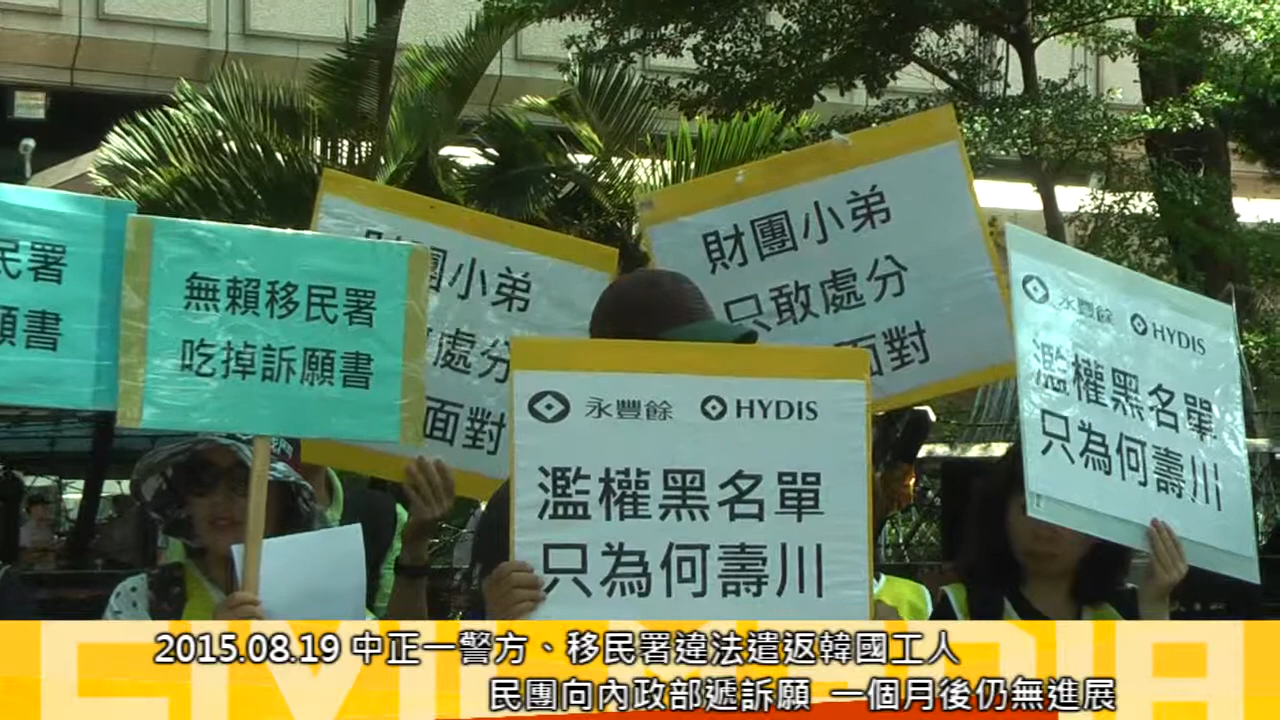 民署
願書
無賴移民署
吃掉訴願書
團小弟
處分
面對
財團小弟
只敢處分
面對
永豐餘 HYDIS
濫權黑名單
只為何壽川
永豐餘 HYDIS
濫權黑名單
只為何壽川
2015.08.19 中正一警方、移民署違法遣返韓國工人
民團向內政部遞訴願 一個月後仍無進展